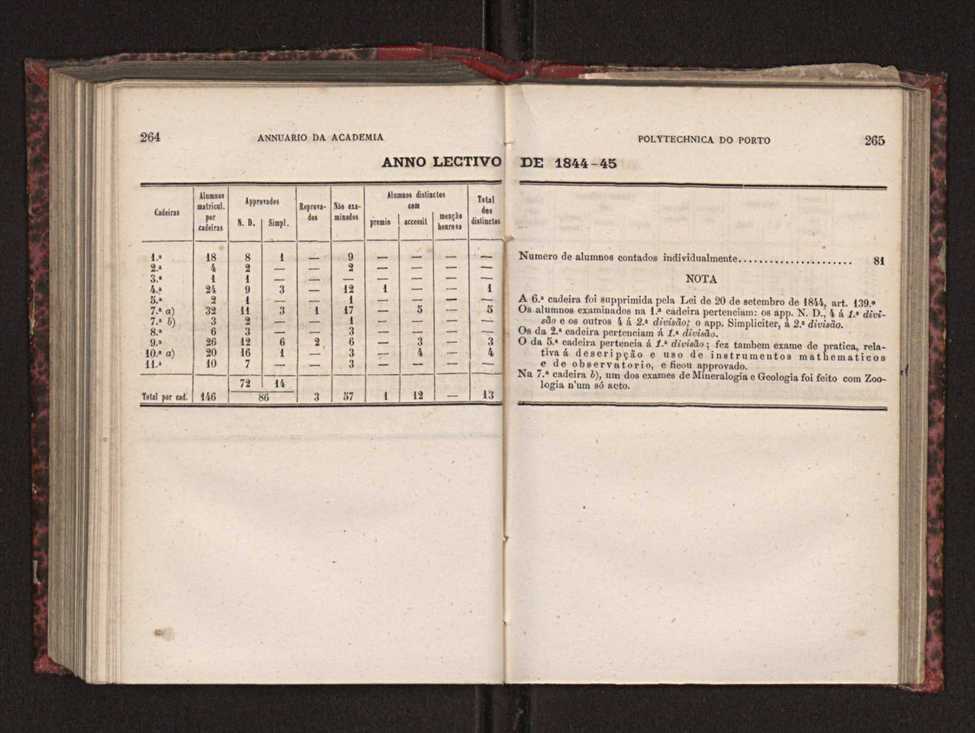 264 ANNUARIO DA ACADEMIA
ANNO LECTIVO
Cadeiras | Alumnos matricul. por cadeiras | Approvados | Reprova-dos | Não exa-minados | Alumnos distinctos com | Total dos distinctos
N. D. | Simpl. | premio | accessit | menção honrosa
1.ª 18 8 1 — 9 — — — —
2.ª 4 2 — — 2 — — — —
3.ª 1 1 — — — — — — —
4.ª 24 9 3 — 12 1 — — 1
5.ª 2 1 — — 1 — — — —
7.ª a) 32 11 3 1 17 — 5 — 5
7.ª b) 3 2 — — 1 — — — —
8.ª 6 3 — — 3 — — — —
9.ª 26 12 6 2 6 — 3 — 3
10.ª a) 20 16 1 — 3 — 4 — 4
11.ª 10 7 — — 3 — — — —
72 14
Total por cad. 146 86 3 57 1 12 — 13
POLYTECHNICA DO PORTO 265
DE 1844-45
Numero de alumnos contados individualmente..................... 81
NOTA
A 6.ª cadeira foi supprimida pela Lei de 20 de setembro de 1844, art. 139.º
Os alumnos examinados na 1.ª cadeira pertenciam: os app. N. D., 4 á 1.ª divi-
são e os outros 4 á 2.ª divisão; o app. Simpliciter, á 2.ª divisão.
Os da 2.ª cadeira pertenciam á 1.ª divisão.
O da 5.ª cadeira pertencia á 1.ª divisão; fez tambem exame de pratica, rela-
tiva á descripção e uso de instrumentos mathematicos
e de observatorio, e ficou approvado.
Na 7.ª cadeira b), um dos exames de Mineralogia e Geologia foi feito com Zoo-
logia n'um só acto.